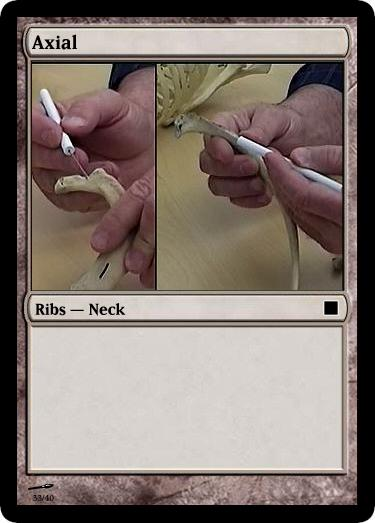 Axial
Ribs — Neck
33/40